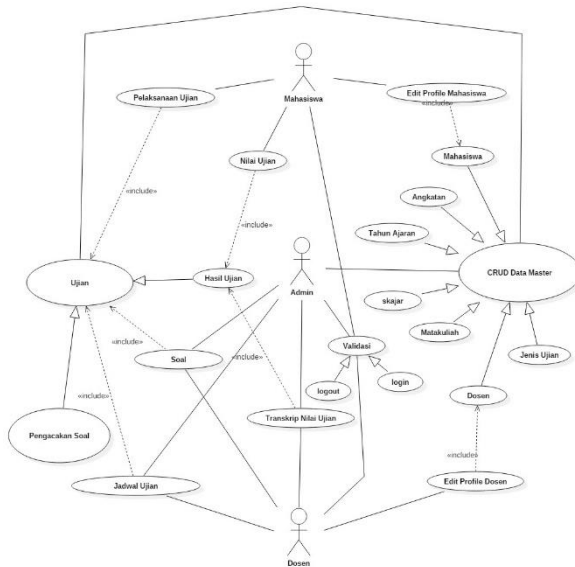 Pelaksanaan Ujian
Mahasiswa
Edit Profile Mahasiswa
«include»
Nilai Ujian
Mahasiswa
«include»
Angkatan
«include»
Tahun Ajaran
Ujian
Hasil Ujian
Admin
CRUD Data Master
skajar
Matakuliah
«include»
Soal
«include»
Validasi
Jenis Ujian
logout
login
Dosen
Pengacakan Soal
Transkrip Nilai Ujian
«include»
«include»
Jadwal Ujian
Edit Profile Dosen
Dosen